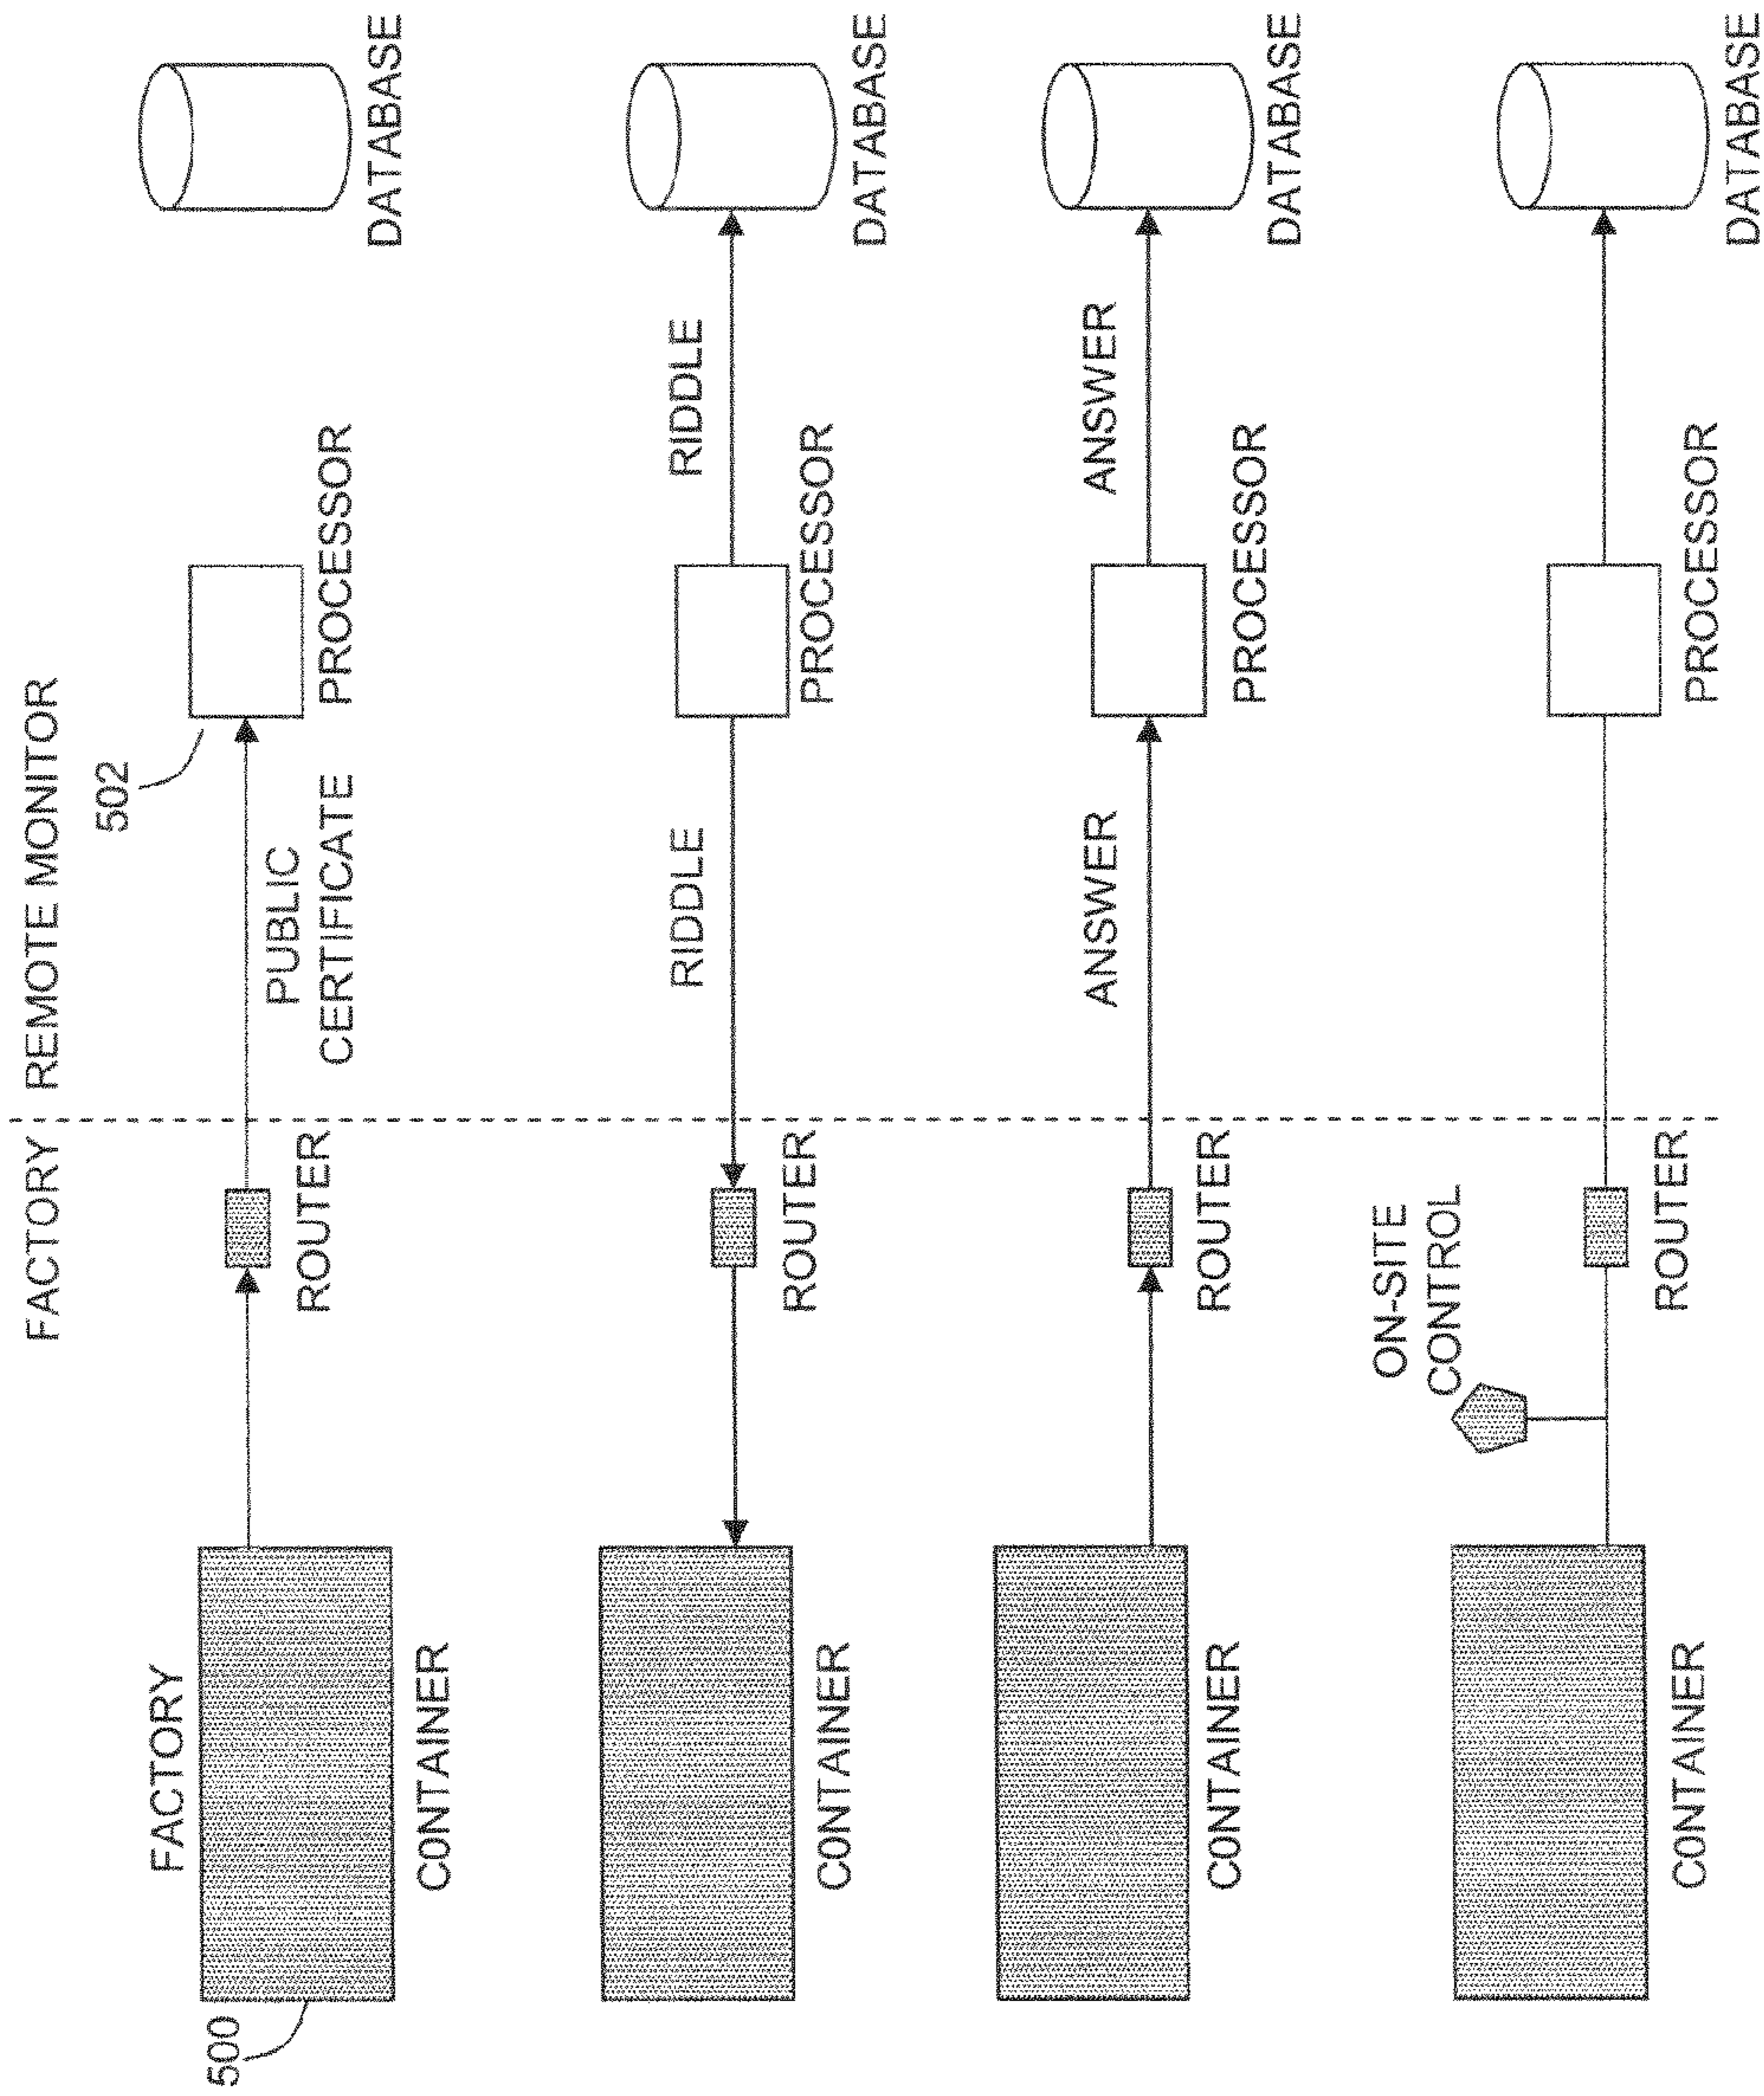 FACTORY
REMOTE MONITOR
FACTORY
500
CONTAINER
ROUTER
PUBLIC
CERTIFICATE
502
PROCESSOR
DATABASE
CONTAINER
ROUTER
RIDDLE
PROCESSOR
RIDDLE
DATABASE
CONTAINER
ROUTER
ANSWER
PROCESSOR
ANSWER
DATABASE
CONTAINER
ON-SITE
CONTROL
ROUTER
PROCESSOR
DATABASE